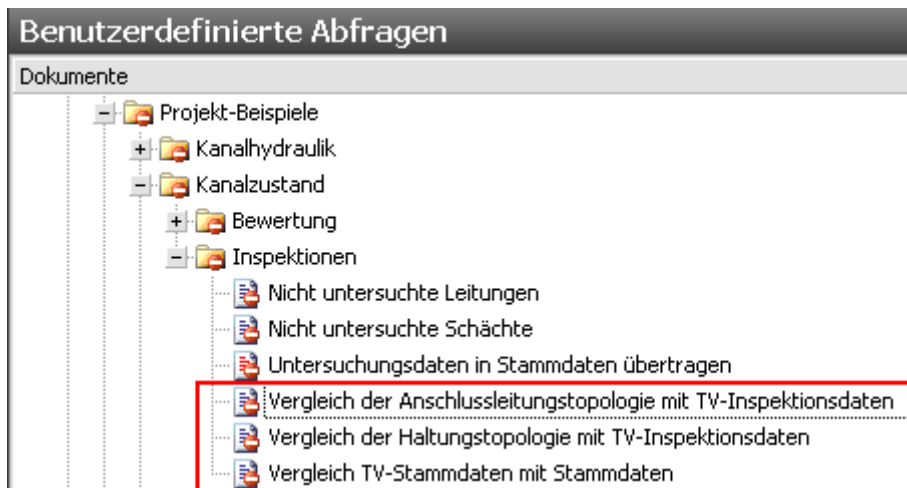 Benutzerdefinierte Abfragen
Dokumente
Projekt-Beispiele
Kanalhydraulik
Kanalzustand
Bewertung
Inspektionen
Nicht untersuchte Leitungen
Nicht untersuchte Schächte
Untersuchungsdaten in Stammdaten übertragen
Vergleich der Anschlussleitungstopologie mit TV-Inspektionsdaten
Vergleich der Haltungstopologie mit TV-Inspektionsdaten
Vergleich TV-Stammdaten mit Stammdaten